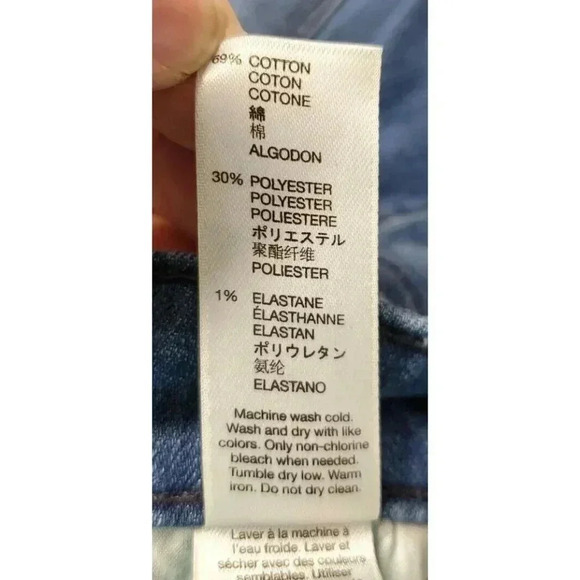 69% COTTON
COTON
COTONE
綿
棉
ALGODON
30% POLYESTER
POLYESTER
POLIESTERE
ポリエステル
聚酯纤维
POLIESTER
1% ELASTANE
ÉLASTHANNE
ELASTAN
ポリウレタン
氨纶
ELASTANO
Machine wash cold.
Wash and dry with like
colors. Only non-chlorine
bleach when needed.
Tumble dry low. Warm
iron. Do not dry clean.
Laver à la machine à
l'eau froide. Laver et
sécher avec des couleurs
semblables. Utiliser